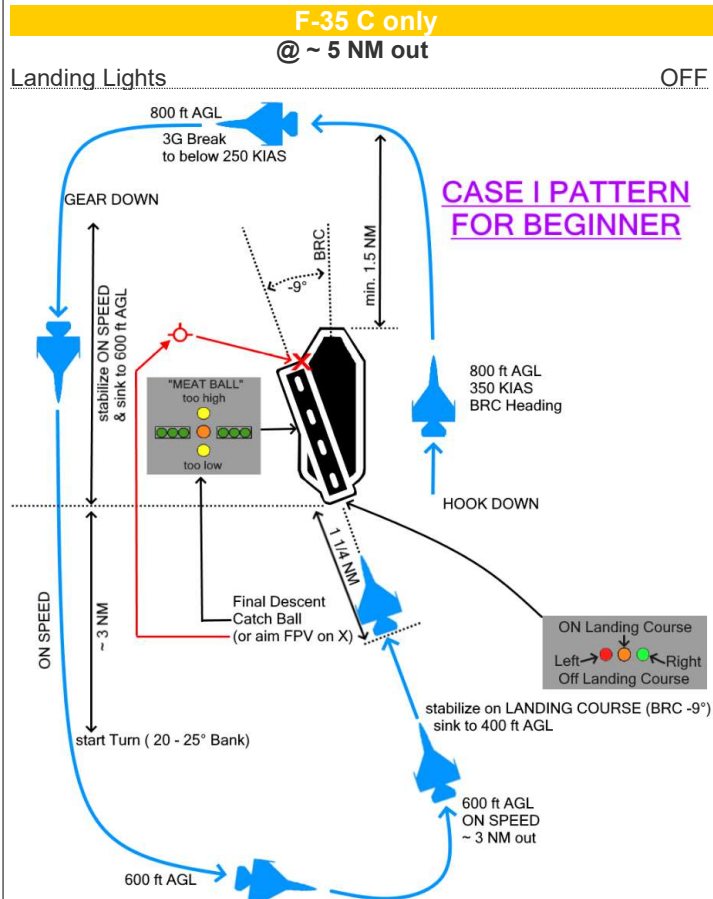 F-35 C only
@ ~ 5 NM out
Landing Lights OFF
800 ft AGL
3G Break
to below 250 KIAS
GEAR DOWN
CASE I PATTERN
FOR BEGINNER
BRC
-9°
min. 1.5 NM
stabilize ON SPEED
& sink to 600 ft AGL
"MEAT BALL"
too high
too low
800 ft AGL
350 KIAS
BRC Heading
HOOK DOWN
1 1/4 NM
ON SPEED
~ 3 NM
Final Descent
Catch Ball
(or aim FPV on X)
ON Landing Course
Left Right
Off Landing Course
stabilize on LANDING COURSE (BRC -9°)
sink to 400 ft AGL
start Turn ( 20 - 25° Bank)
600 ft AGL
ON SPEED
~ 3 NM out
600 ft AGL